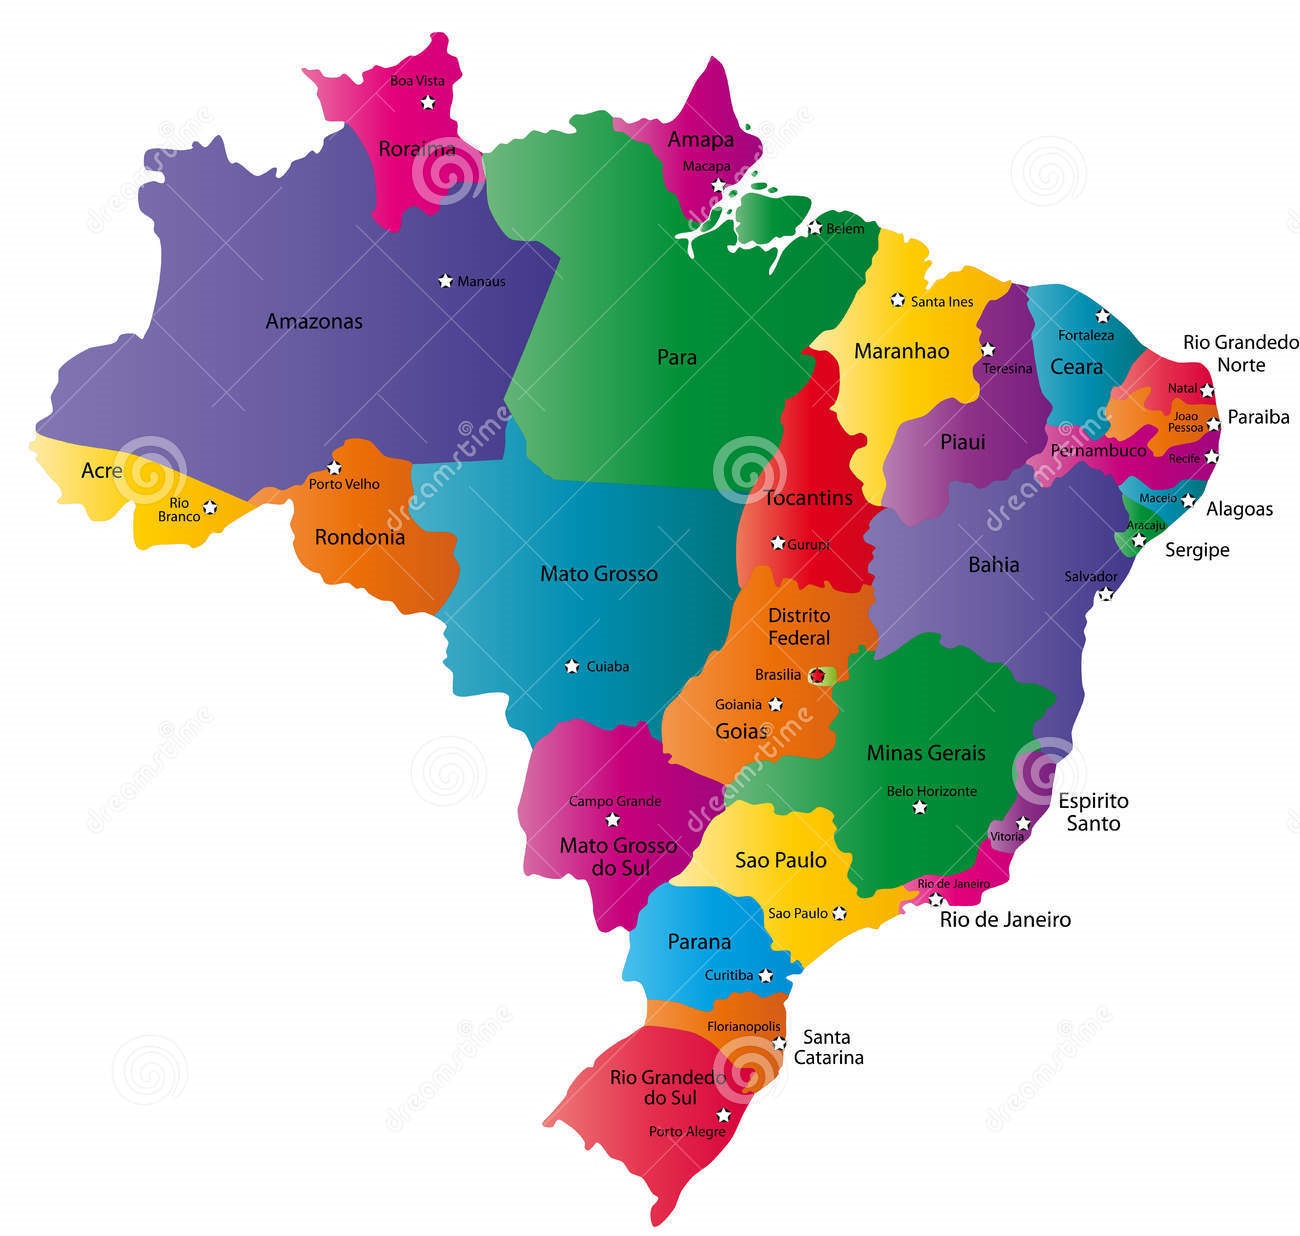 Boa Vista
Roraima
Amapa
Macapa
Belem
Manaus
Amazonas
Para
Santa Ines
Maranhao
Teresina
Fortaleza
Ceara
Rio Grandedo
Norte
Natal
Joao
Pessoa
Paraiba
Piaui
Pernambuco
Recife
Acre
Rio
Branco
Porto Velho
Rondonia
Tocantins
Gurupi
Maceio
Alagoas
Aracaju
Sergipe
Mato Grosso
Cuiaba
Bahia
Salvador
Distrito
Federal
Brasilia
Goiania
Goias
Minas Gerais
Belo Horizonte
Espirito
Santo
Vitoria
Campo Grande
Mato Grosso
do Sul
Sao Paulo
Sao Paulo
Rio de Janeiro
Rio de Janeiro
Parana
Curitiba
Florianopolis
Santa
Catarina
Rio Grandedo
do Sul
Porto Alegre
dreamstime
dreamstime
dreamstime
dreamstime
dreamstime
dreamstime
dreamstime
dreamstime
dreamstime